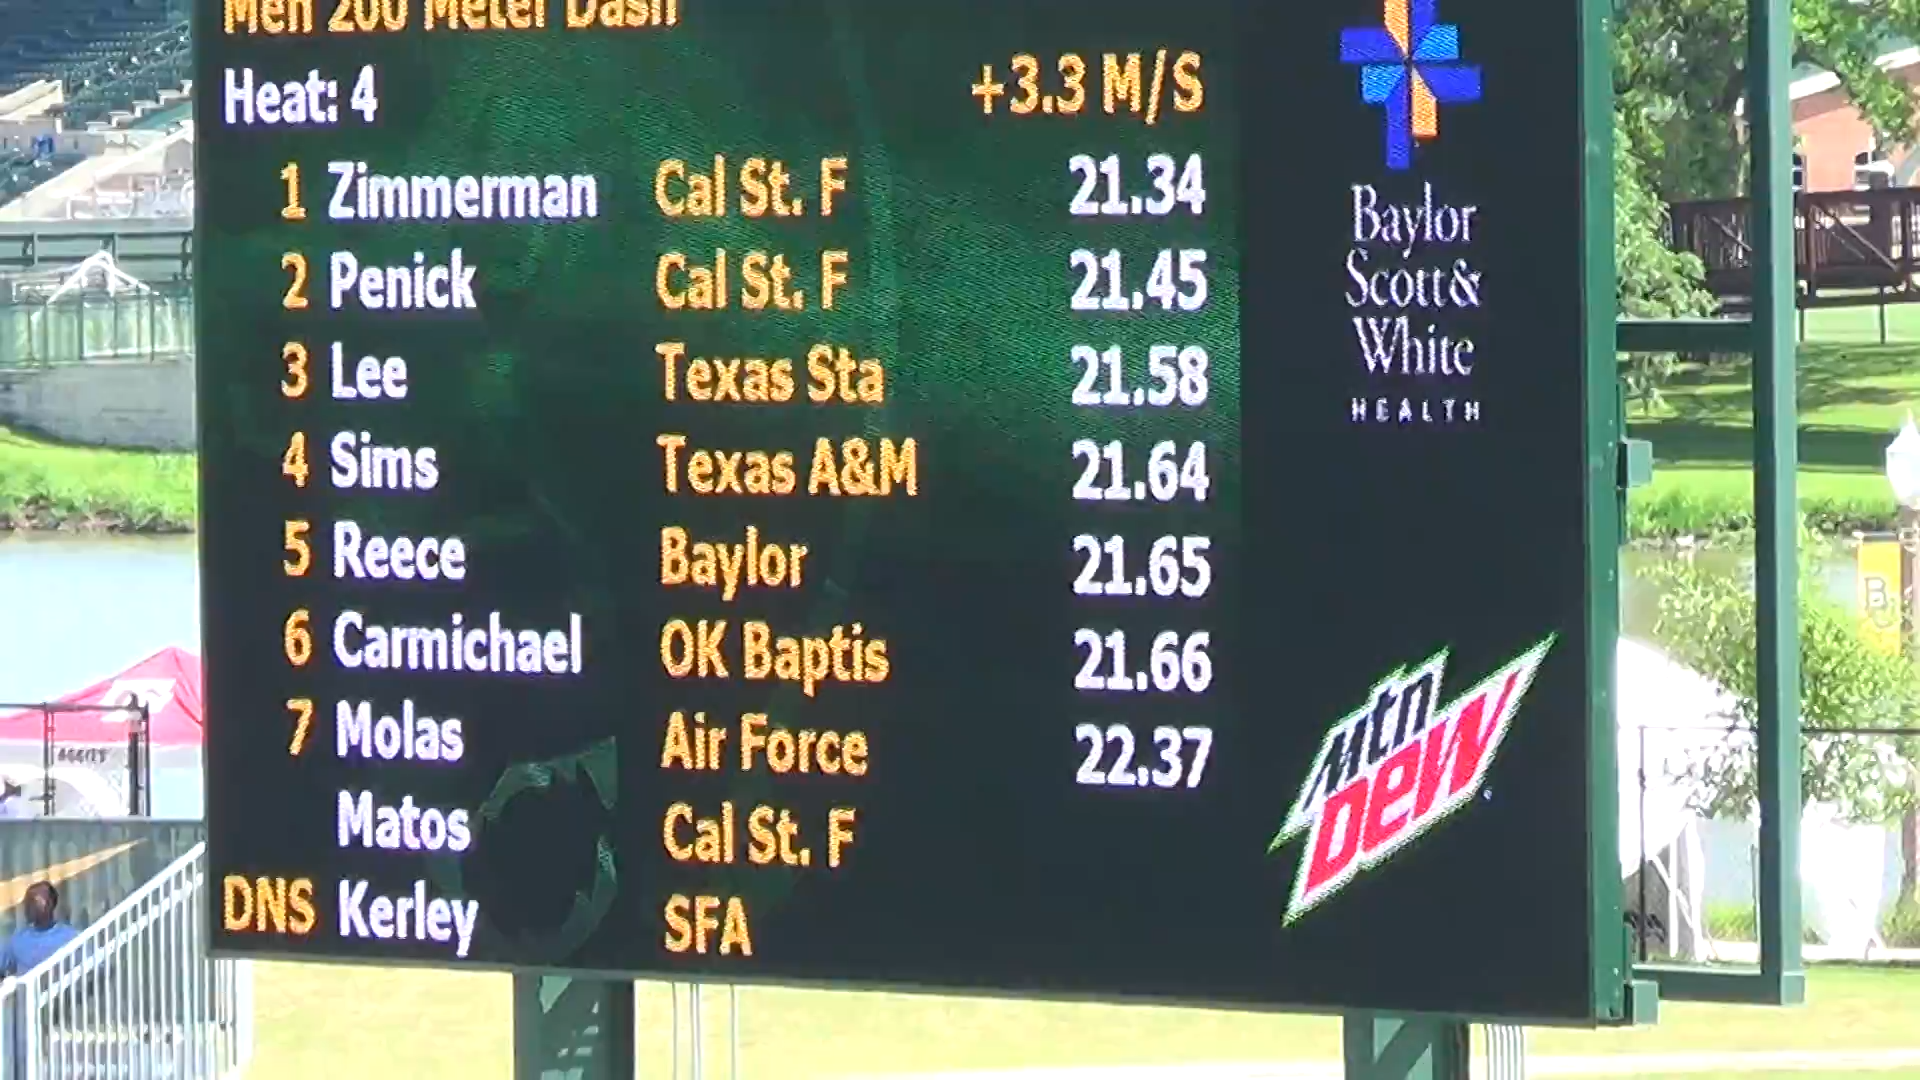 Men 200 Meter Dash
Heat: 4 +3.3 M/S
1 Zimmerman Cal St. F 21.34
2 Penick Cal St. F 21.45
3 Lee Texas Sta 21.58
4 Sims Texas A&M 21.64
5 Reece Baylor 21.65
6 Carmichael OK Baptis 21.66
7 Molas Air Force 22.37
Matos Cal St. F
DNS Kerley SFA
Baylor
Scott&
White
HEALTH
mtn
DEW
BU